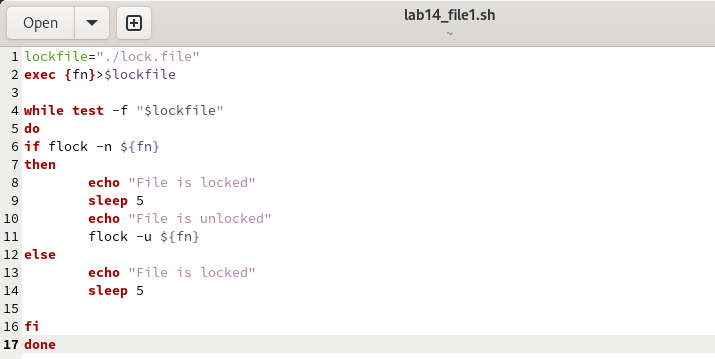 Open
lab14_file1.sh
~
1 lockfile="./lock.file"
2 exec {fn}>$lockfile
3
4 while test -f "$lockfile"
5 do
6 if flock -n ${fn}
7 then
8         echo "File is locked"
9         sleep 5
10         echo "File is unlocked"
11         flock -u ${fn}
12 else
13         echo "File is locked"
14         sleep 5
15
16 fi
17 done